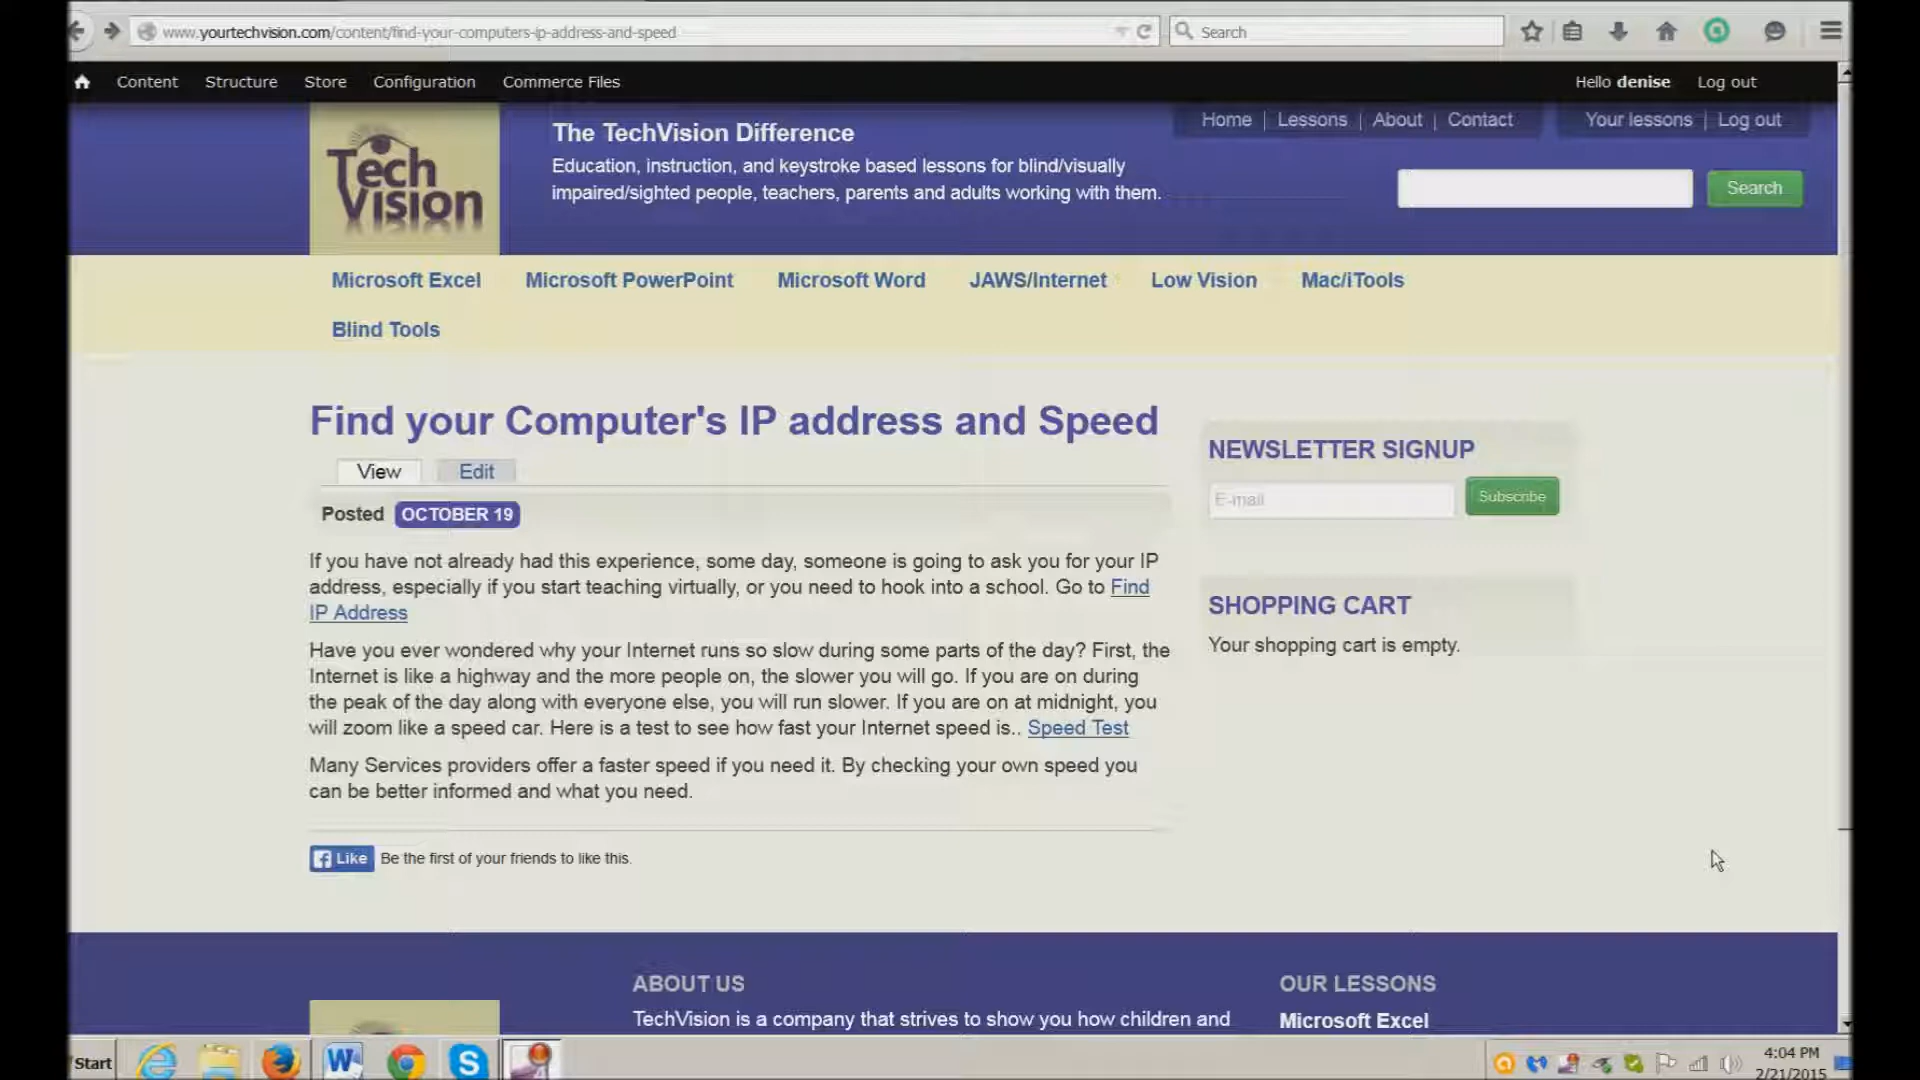 www.yourtechvision.com/content/find-your-computers-ip-address-and-speed
Search
Content Structure Store Configuration Commerce Files
Hello denise Log out
Tech
Vision
The TechVision Difference
Education, instruction, and keystroke based lessons for blind/visually
impaired/sighted people, teachers, parents and adults working with them.
Home Lessons About Contact
Your lessons Log out
Search
Microsoft Excel Microsoft PowerPoint Microsoft Word JAWS/Internet Low Vision Mac/iTools
Blind Tools
Find your Computer's IP address and Speed
View Edit
Posted OCTOBER 19
If you have not already had this experience, some day, someone is going to ask you for your IP
address, especially if you start teaching virtually, or you need to hook into a school. Go to Find
IP Address
Have you ever wondered why your Internet runs so slow during some parts of the day? First, the
Internet is like a highway and the more people on, the slower you will go. If you are on during
the peak of the day along with everyone else, you will run slower. If you are on at midnight, you
will zoom like a speed car. Here is a test to see how fast your Internet speed is.. Speed Test
Many Services providers offer a faster speed if you need it. By checking your own speed you
can be better informed and what you need.
Like Be the first of your friends to like this.
NEWSLETTER SIGNUP
E-mail
Subscribe
SHOPPING CART
Your shopping cart is empty.
ABOUT US
TechVision is a company that strives to show you how children and
OUR LESSONS
Microsoft Excel
Start
4:04 PM
2/21/2015